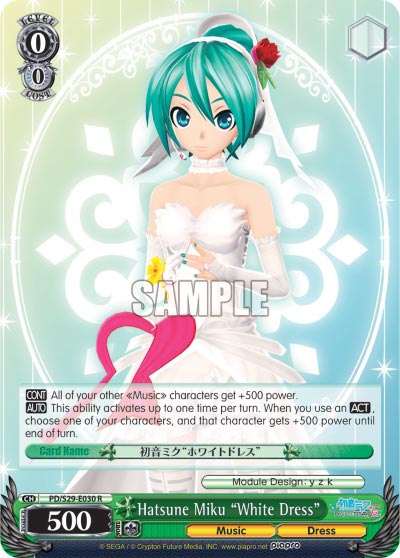 LEVEL
0
0
COST
SAMPLE
CONT All of your other «Music» characters get +500 power.
AUTO This ability activates up to one time per turn. When you use an ACT,
choose one of your characters, and that character gets +500 until
end of turn.
Card Name 初音ミク“ホワイトドレス”
Module Design: y z k
CH PD/S29-E030 R
500
Hatsune Miku “White Dress”
Music Dress
© SEGA / © Crypton Future Media, INC. www.piapro.net piapro